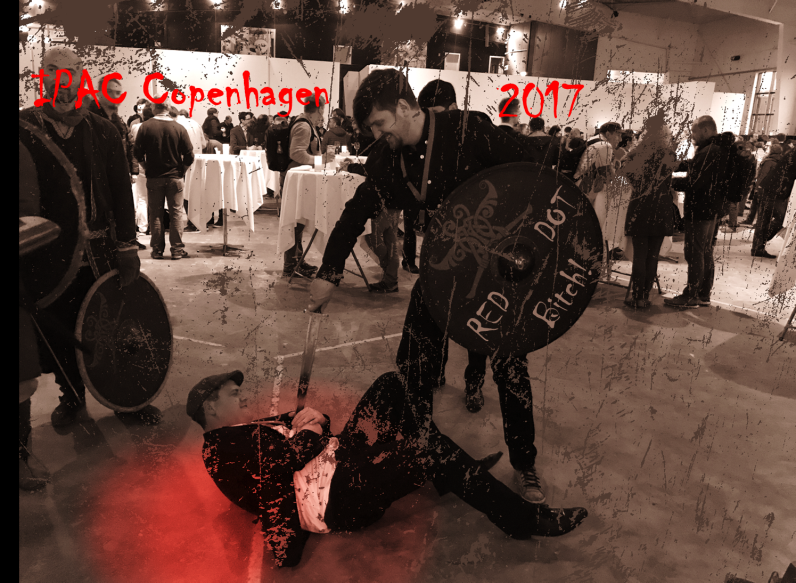 IPAC Copenhagen 2017
RED DOT
Bitch!